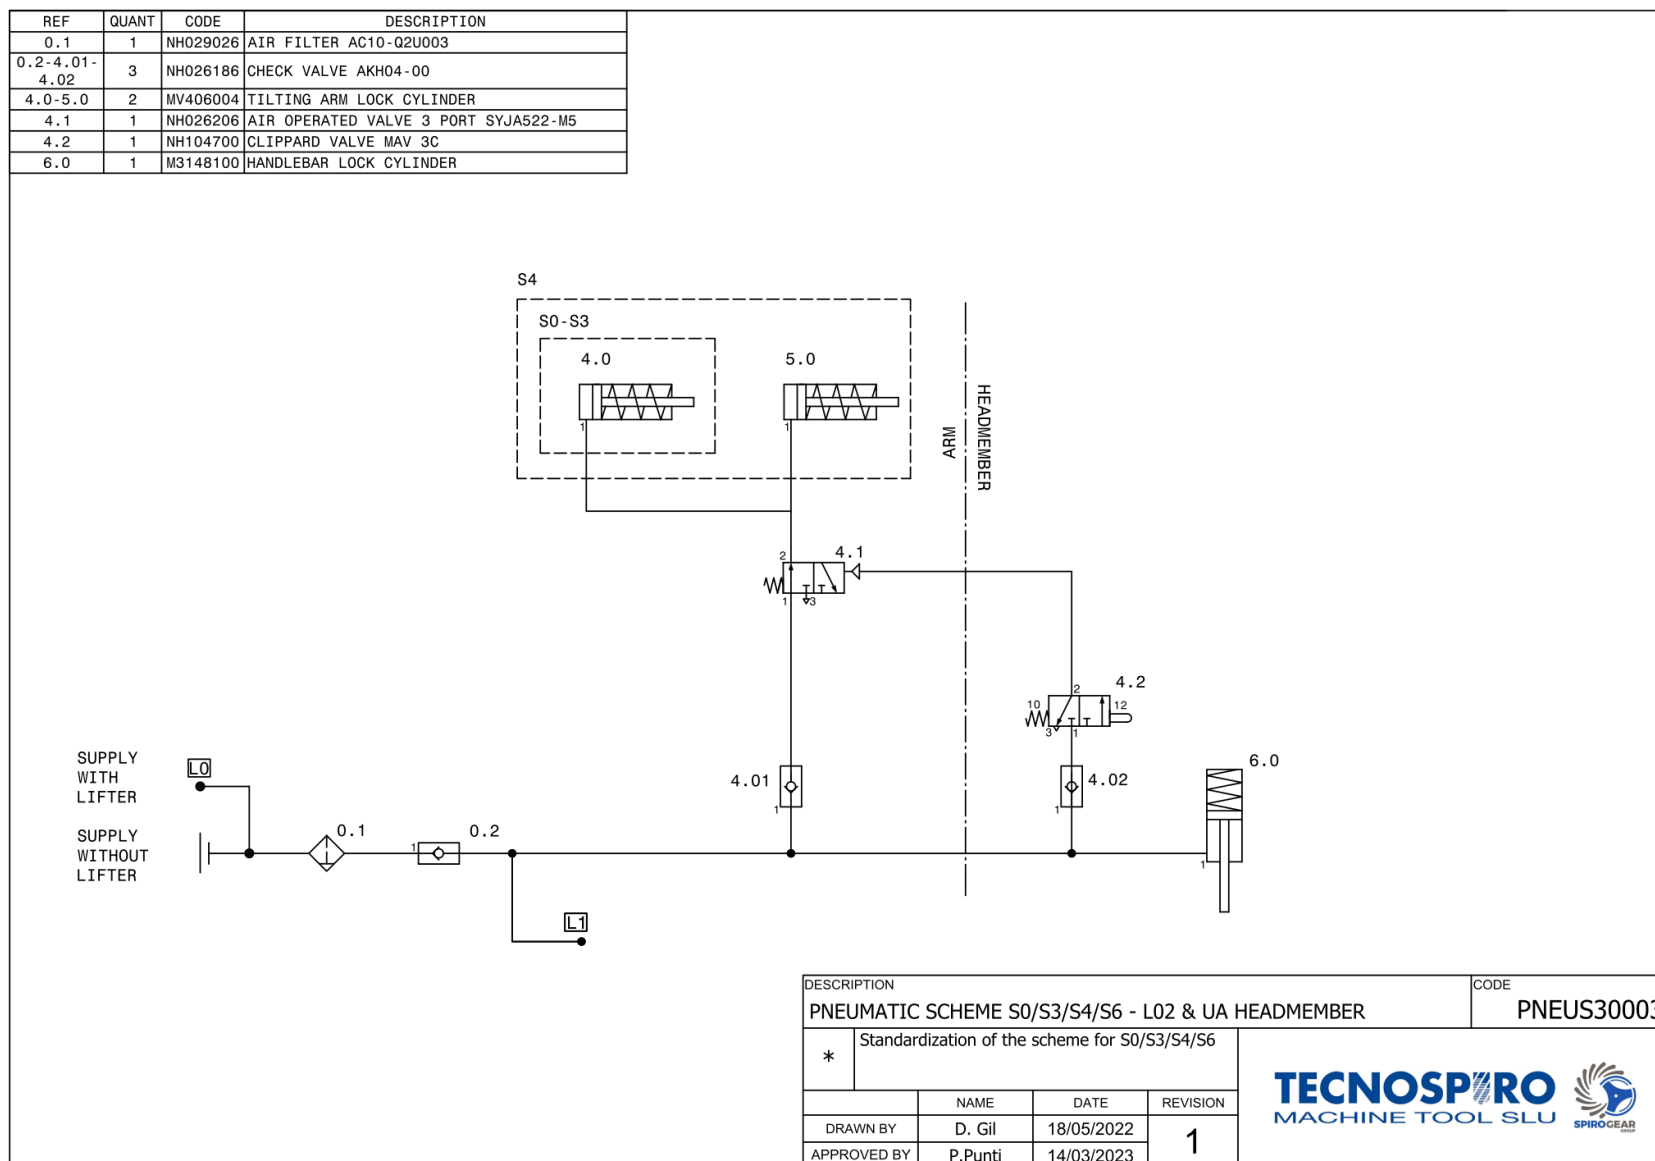 REF QUANT CODE DESCRIPTION
0.1 1 NH029026 AIR FILTER AC10-Q2U003
0.2-4.01-
4.02 3 NH026186 CHECK VALVE AKH04-00
4.0-5.0 2 MV406004 TILTING ARM LOCK CYLINDER
4.1 1 NH026206 AIR OPERATED VALVE 3 PORT SYJA522-M5
4.2 1 NH104700 CLIPPARD VALVE MAV 3C
6.0 1 M3148100 HANDLEBAR LOCK CYLINDER
S4
S0-S3
4.0
5.0
1
1
ARM
HEADMEMBER
2
4.1
1
3
4.2
2
10
12
3
1
SUPPLY
WITH
LIFTER
L0
4.01
1
4.02
1
6.0
1
SUPPLY
WITHOUT
LIFTER
0.1
0.2
1
L1
DESCRIPTION
PNEUMATIC SCHEME S0/S3/S4/S6 - L02 & UA HEADMEMBER
CODE
PNEUS30003
*
Standardization of the scheme for S0/S3/S4/S6
NAME DATE REVISION
DRAWN BY D. Gil 18/05/2022
1
APPROVED BY P.Punti 14/03/2023
TECNOSPIRO
MACHINE TOOL SLU
SPIROGEAR
GROUP